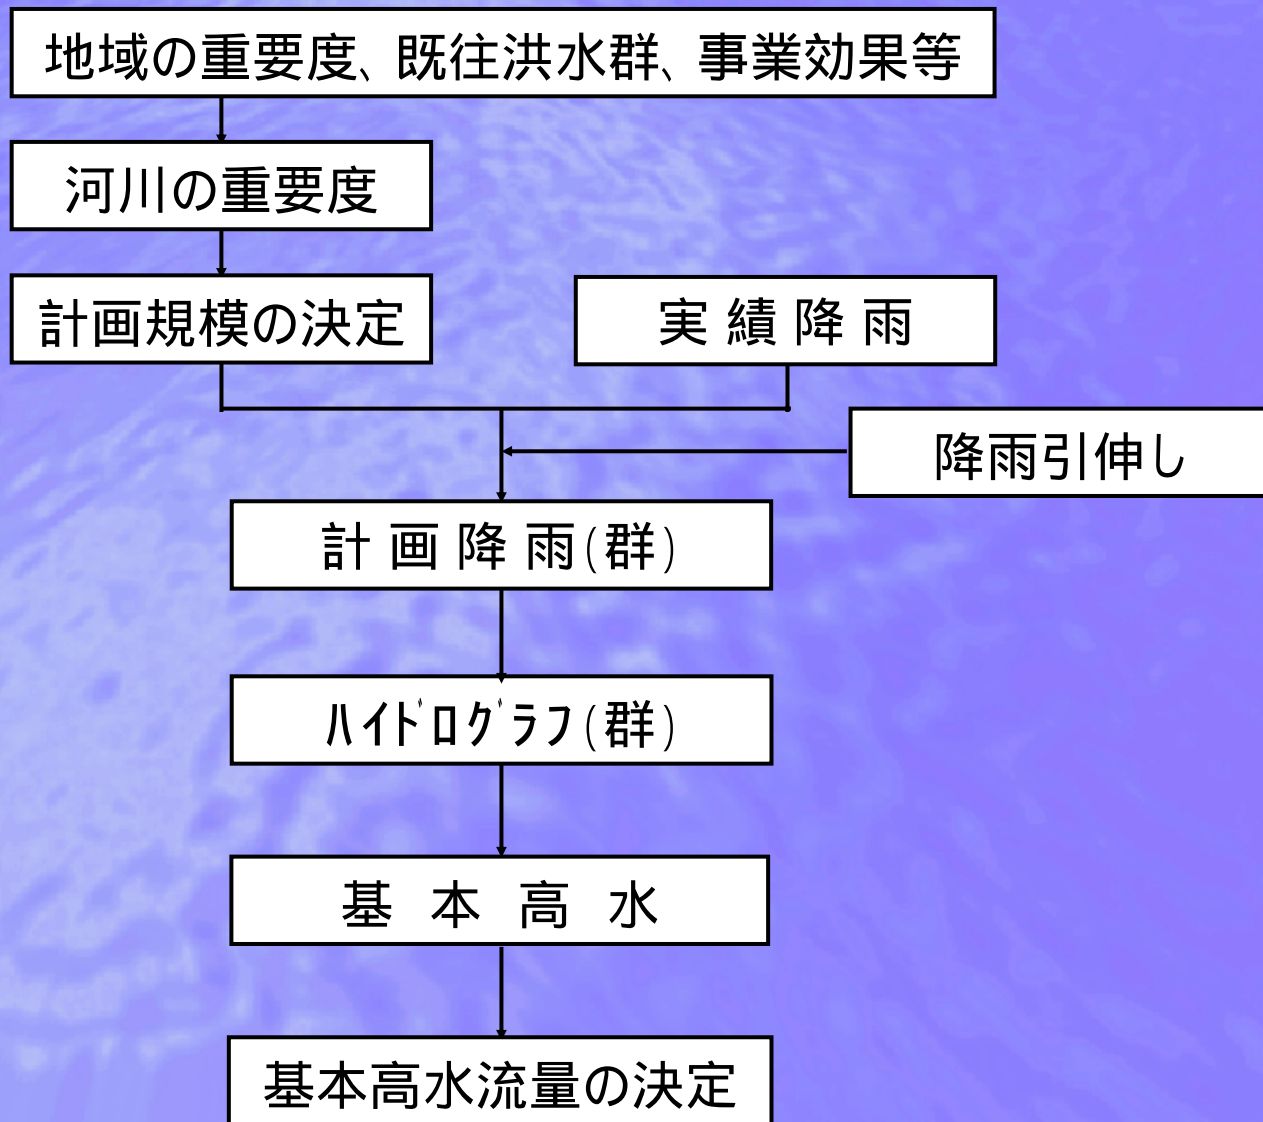 地域の重要度、既往洪水群、事業効果等
河川の重要度
計画規模の決定
実績降雨
降雨引伸し
計画降雨(群)
ﾊｲﾄﾞﾛｸﾞﾗﾌ(群)
基本高水
基本高水流量の決定